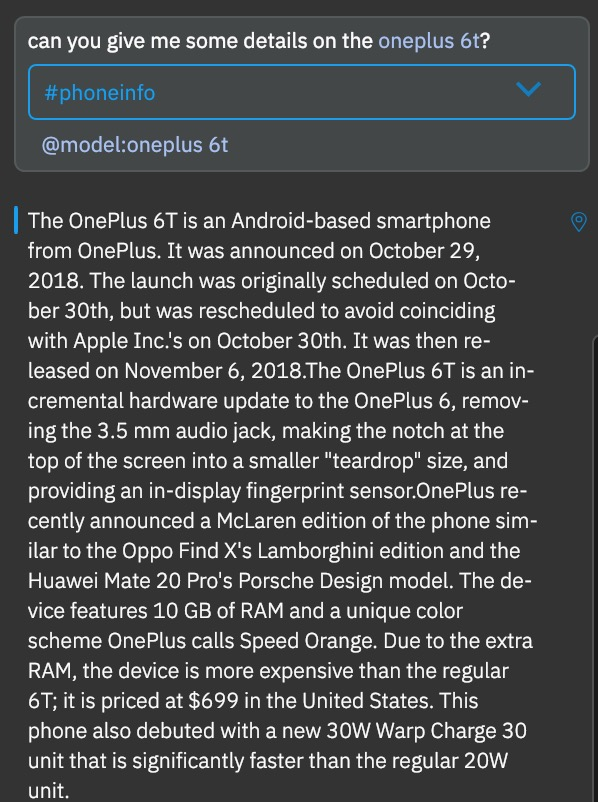 can you give me some details on the oneplus 6t?
#phoneinfo
@model:oneplus 6t
The OnePlus 6T is an Android-based smartphone
from OnePlus. It was announced on October 29,
2018. The launch was originally scheduled on Octo-
ber 30th, but was rescheduled to avoid coinciding
with Apple Inc.'s on October 30th. It was then re-
leased on November 6, 2018.The OnePlus 6T is an in-
cremental hardware update to the OnePlus 6, remov-
ing the 3.5 mm audio jack, making the notch at the
top of the screen into a smaller "teardrop" size, and
providing an in-display fingerprint sensor.OnePlus re-
cently announced a McLaren edition of the phone sim-
ilar to the Oppo Find X's Lamborghini edition and the
Huawei Mate 20 Pro's Porsche Design model. The de-
vice features 10 GB of RAM and a unique color
scheme OnePlus calls Speed Orange. Due to the extra
RAM, the device is more expensive than the regular
6T; it is priced at $699 in the United States. This
phone also debuted with a new 30W Warp Charge 30
unit that is significantly faster than the regular 20W
unit.